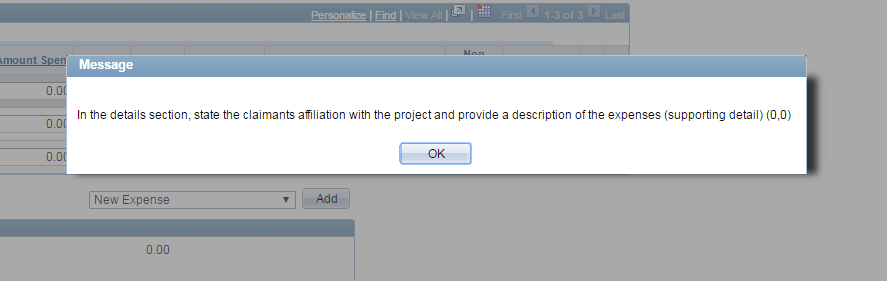 Personalize | Find | View All | | First 1-3 of 3 Last
Amount Spen
Non
Message
0.00
In the details section, state the claimants affiliation with the project and provide a description of the expenses (supporting detail) (0,0)
0.00
OK
0.00
New Expense Add
0.00